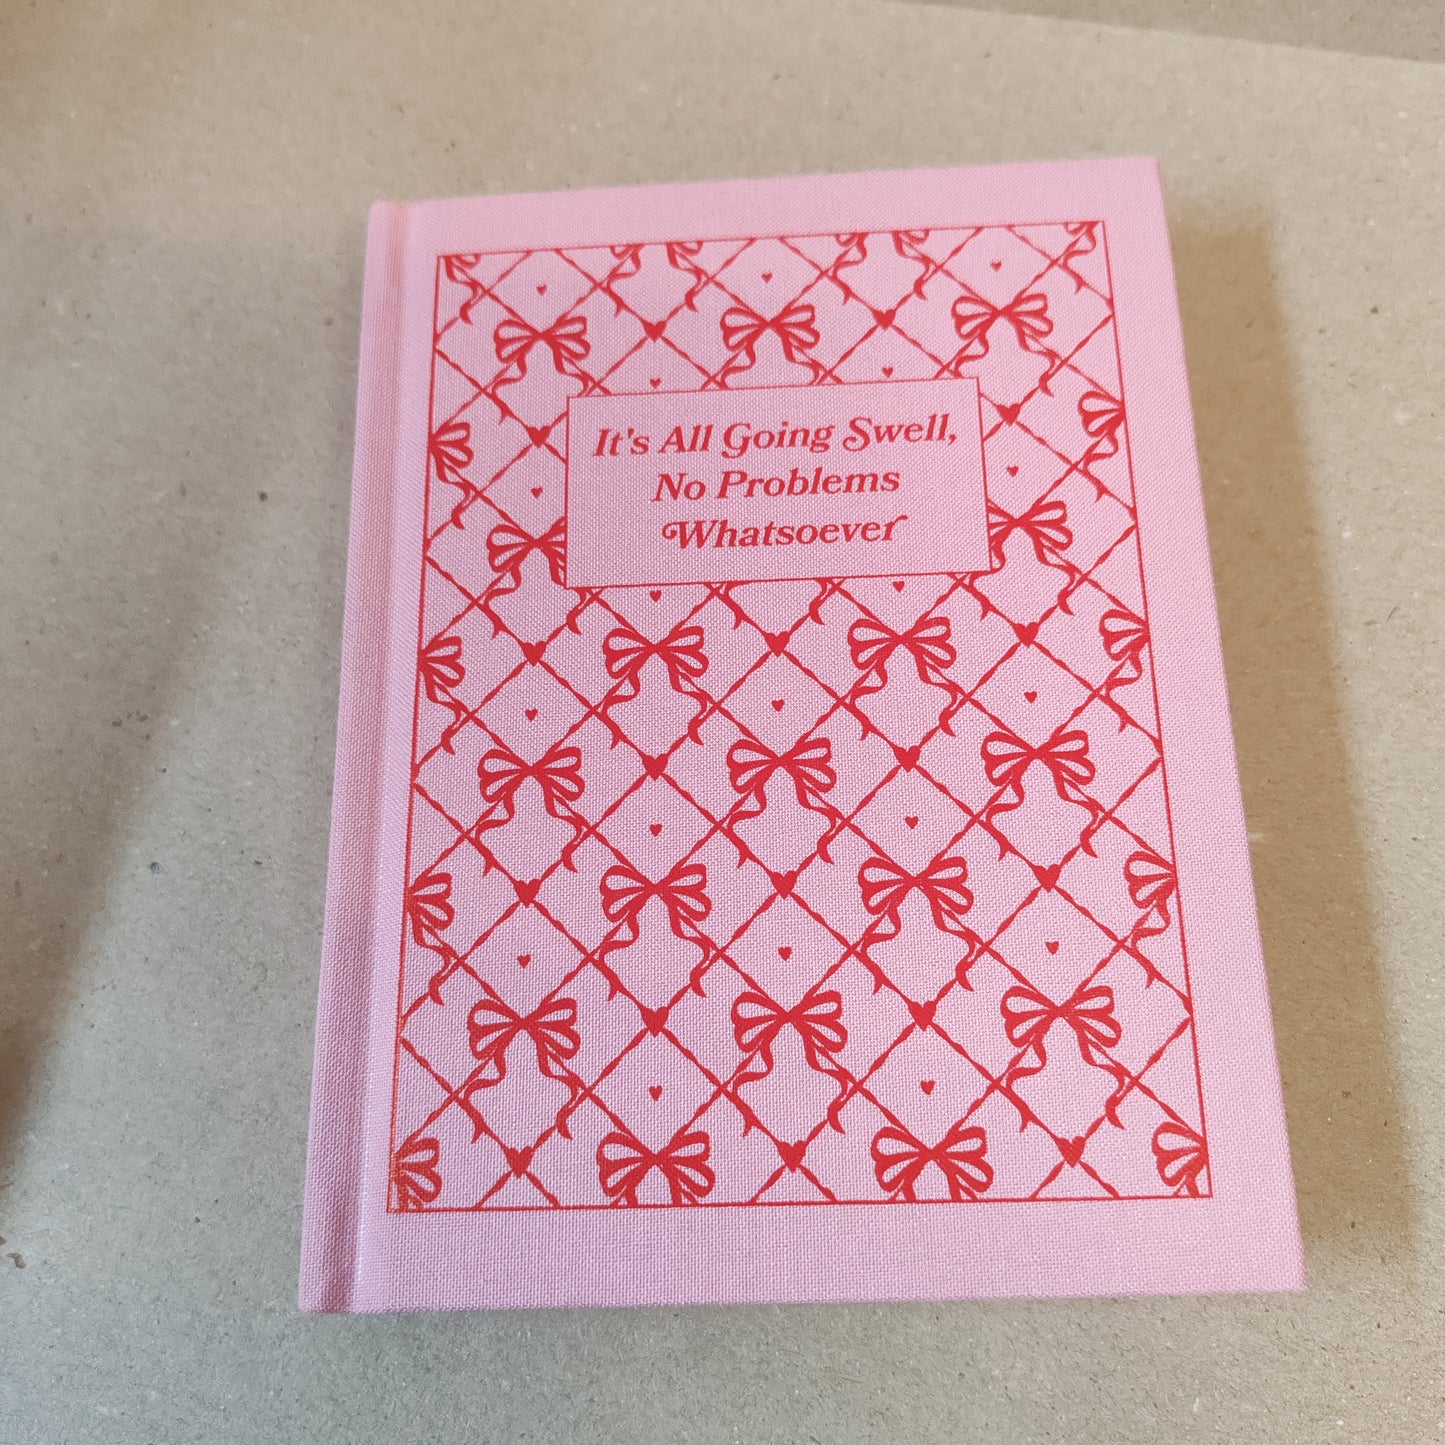 It's All Going Swell,
No Problems
Whatsoever